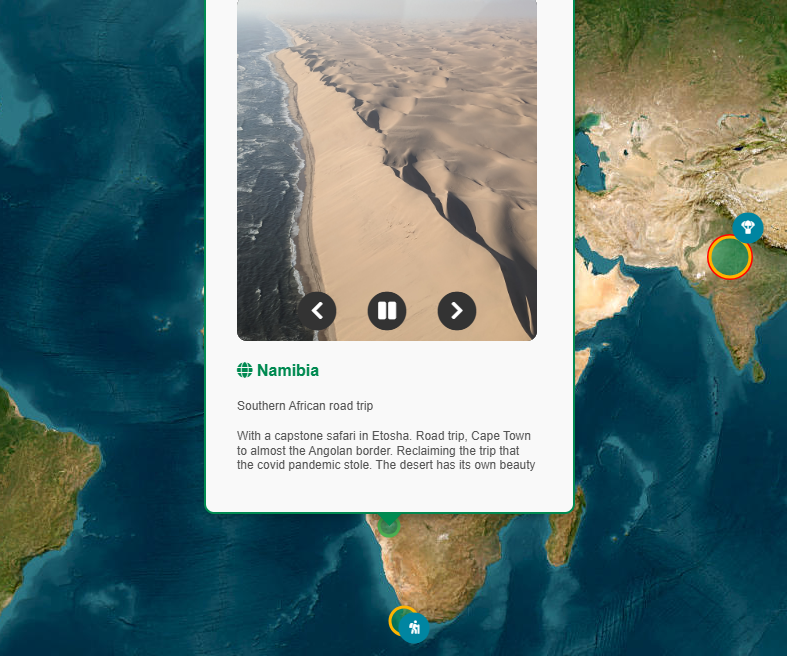 Namibia
Southern African road trip
With a capstone safari in Etosha. Road trip, Cape Town
to almost the Angolan border. Reclaiming the trip that
the covid pandemic stole. The desert has its own beauty